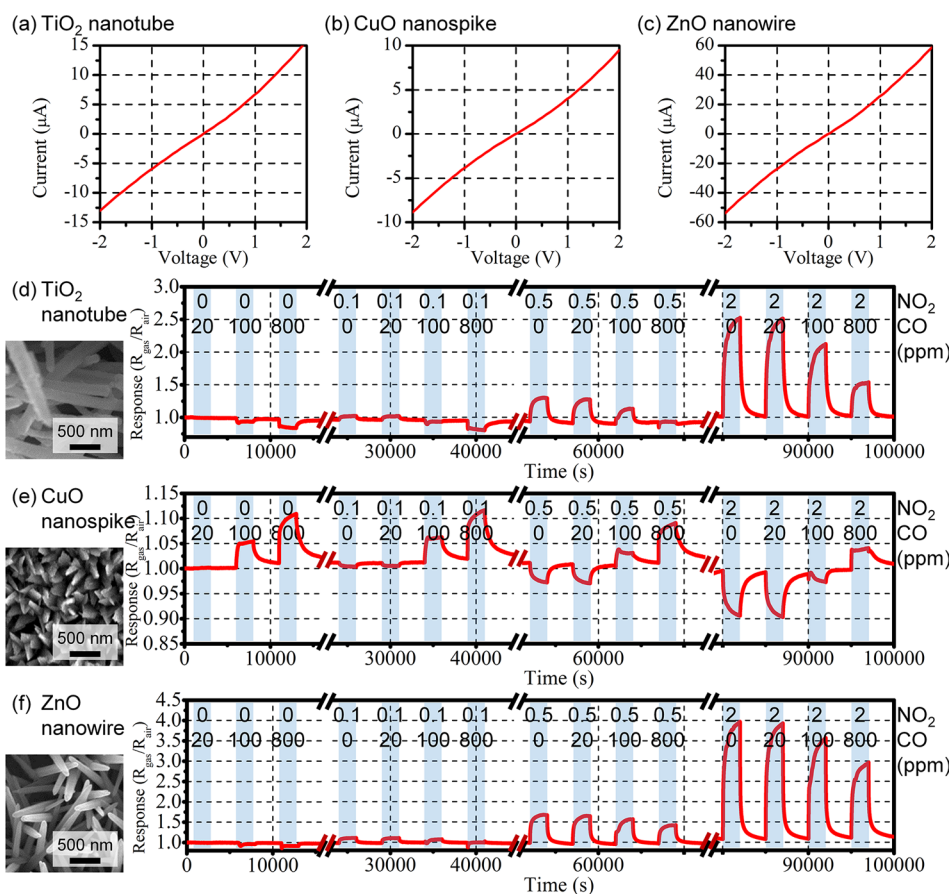 (a) TiO₂ nanotube
(b) CuO nanospike
(c) ZnO nanowire
15
10
5
0
-5
-10
-15
Current (μA)
-2 -1 0 1 2
Voltage (V)
10
5
0
-5
-10
Current (μA)
-2 -1 0 1 2
Voltage (V)
60
40
20
0
-20
-40
-60
Current (μA)
-2 -1 0 1 2
Voltage (V)
(d) TiO₂
nanotube
500 nm
Response (R_gas/R_air)
3.0
2.5
2.0
1.5
1.0
0 0 0 0.1 0.1 0.1 0.1 0.5 0.5 0.5 0.5 2 2 2 2 NO₂
20 100 800 0 20 100 800 0 20 100 800 0 20 100 800 CO
(ppm)
0 10000 30000 40000 60000 90000 100000
Time (s)
(e) CuO
nanospike
500 nm
Response (R_gas/R_air)
1.15
1.10
1.05
1.00
0.95
0.90
0.85
0 0 0 0.1 0.1 0.1 0.1 0.5 0.5 0.5 0.5 2 2 2 2 NO₂
20 100 800 0 20 100 800 0 20 100 800 0 20 100 800 CO
(ppm)
0 10000 30000 40000 60000 90000 100000
Time (s)
(f) ZnO
nanowire
500 nm
Response (R_gas/R_air)
4.5
4.0
3.5
3.0
2.5
2.0
1.5
1.0
0 0 0 0.1 0.1 0.1 0.1 0.5 0.5 0.5 0.5 2 2 2 2 NO₂
20 100 800 0 20 100 800 0 20 100 800 0 20 100 800 CO
(ppm)
0 10000 30000 40000 60000 90000 100000
Time (s)